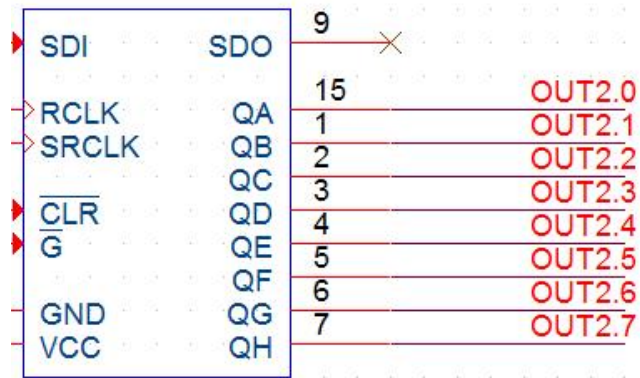 9
SDI SDO
15 OUT2.0
RCLK QA
1 OUT2.1
SRCLK QB
2 OUT2.2
QC
3 OUT2.3
CLR QD
4 OUT2.4
G QE
5 OUT2.5
QF
6 OUT2.6
GND QG
7 OUT2.7
VCC QH